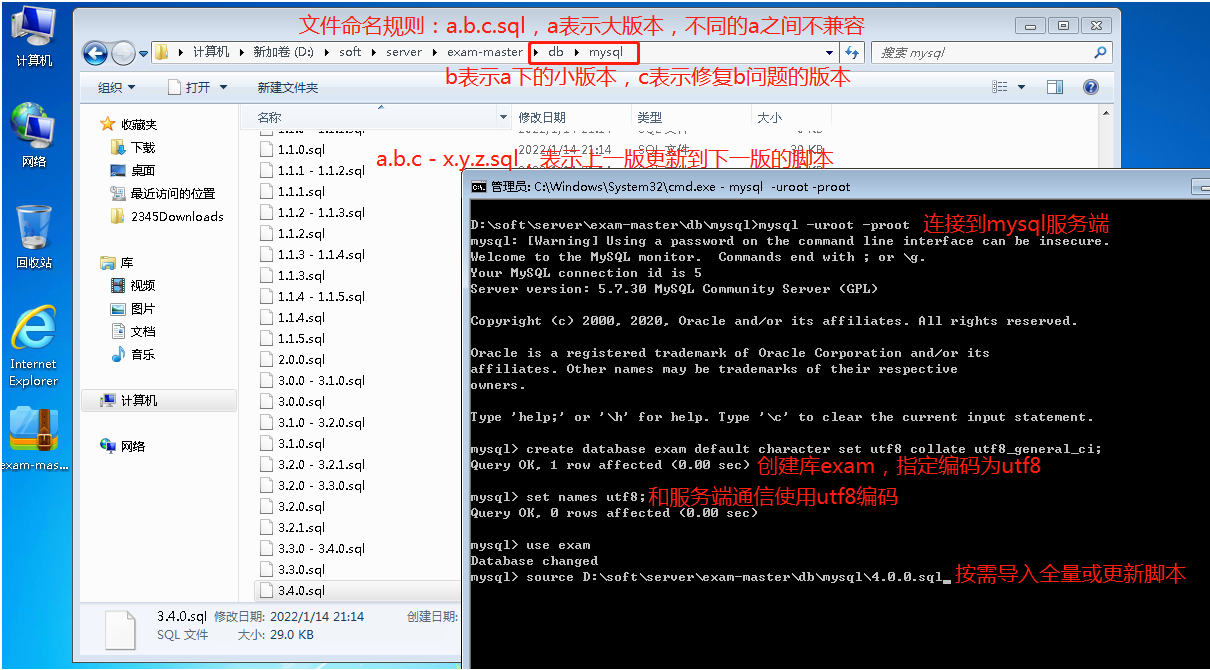 计算机
网络
回收站
Internet
Explorer
exam-mas...
文件命名规则：a.b.c.sql，a表示大版本，不同的a之间不兼容
计算机 新加卷 (D:) soft server exam-master db mysql
搜索 mysql
b表示a下的小版本，c表示修复b问题的版本
组织 打开 新建文件夹
收藏夹
下载
桌面
最近访问的位置
2345Downloads
库
视频
图片
文档
音乐
计算机
网络
名称 修改日期 类型 大小
1.1.0 - 1.1.1.sql 2022/1/14 21:14 SQL 文件
1.1.0.sql 2022/1/14 21:14 SQL 文件
a.b.c - x.y.z.sql，表示上一版更新到下一版的脚本
1.1.1 - 1.1.2.sql
1.1.1.sql
1.1.2 - 1.1.3.sql
1.1.2.sql
1.1.3 - 1.1.4.sql
1.1.3.sql
1.1.4 - 1.1.5.sql
1.1.4.sql
1.1.5.sql
2.0.0.sql
3.0.0 - 3.1.0.sql
3.0.0.sql
3.1.0 - 3.2.0.sql
3.1.0.sql
3.2.0 - 3.2.1.sql
3.2.0 - 3.3.0.sql
3.2.0.sql
3.2.1.sql
3.3.0 - 3.4.0.sql
3.3.0.sql
3.4.0.sql
3.4.0.sql 修改日期: 2022/1/14 21:14 创建日期:
SQL 文件 大小: 29.0 KB
管理员: C:\Windows\System32\cmd.exe - mysql -uroot -proot
D:\soft\server\exam-master\db\mysql>mysql -uroot -proot 连接到mysql服务端
mysql: [Warning] Using a password on the command line interface can be insecure.
Welcome to the MySQL monitor.  Commands end with ; or \g.
Your MySQL connection id is 5
Server version: 5.7.30 MySQL Community Server (GPL)
Copyright (c) 2000, 2020, Oracle and/or its affiliates. All rights reserved.
Oracle is a registered trademark of Oracle Corporation and/or its
affiliates. Other names may be trademarks of their respective
owners.
Type 'help;' or '\h' for help. Type '\c' to clear the current input statement.
mysql> create database exam default character set utf8 collate utf8_general_ci;
Query OK, 1 row affected (0.00 sec) 创建库exam，指定编码为utf8
mysql> set names utf8; 和服务端通信使用utf8编码
Query OK, 0 rows affected (0.00 sec)
mysql> use exam
Database changed
mysql> source D:\soft\server\exam-master\db\mysql\4.0.0.sql_ 按需导入全量或更新脚本